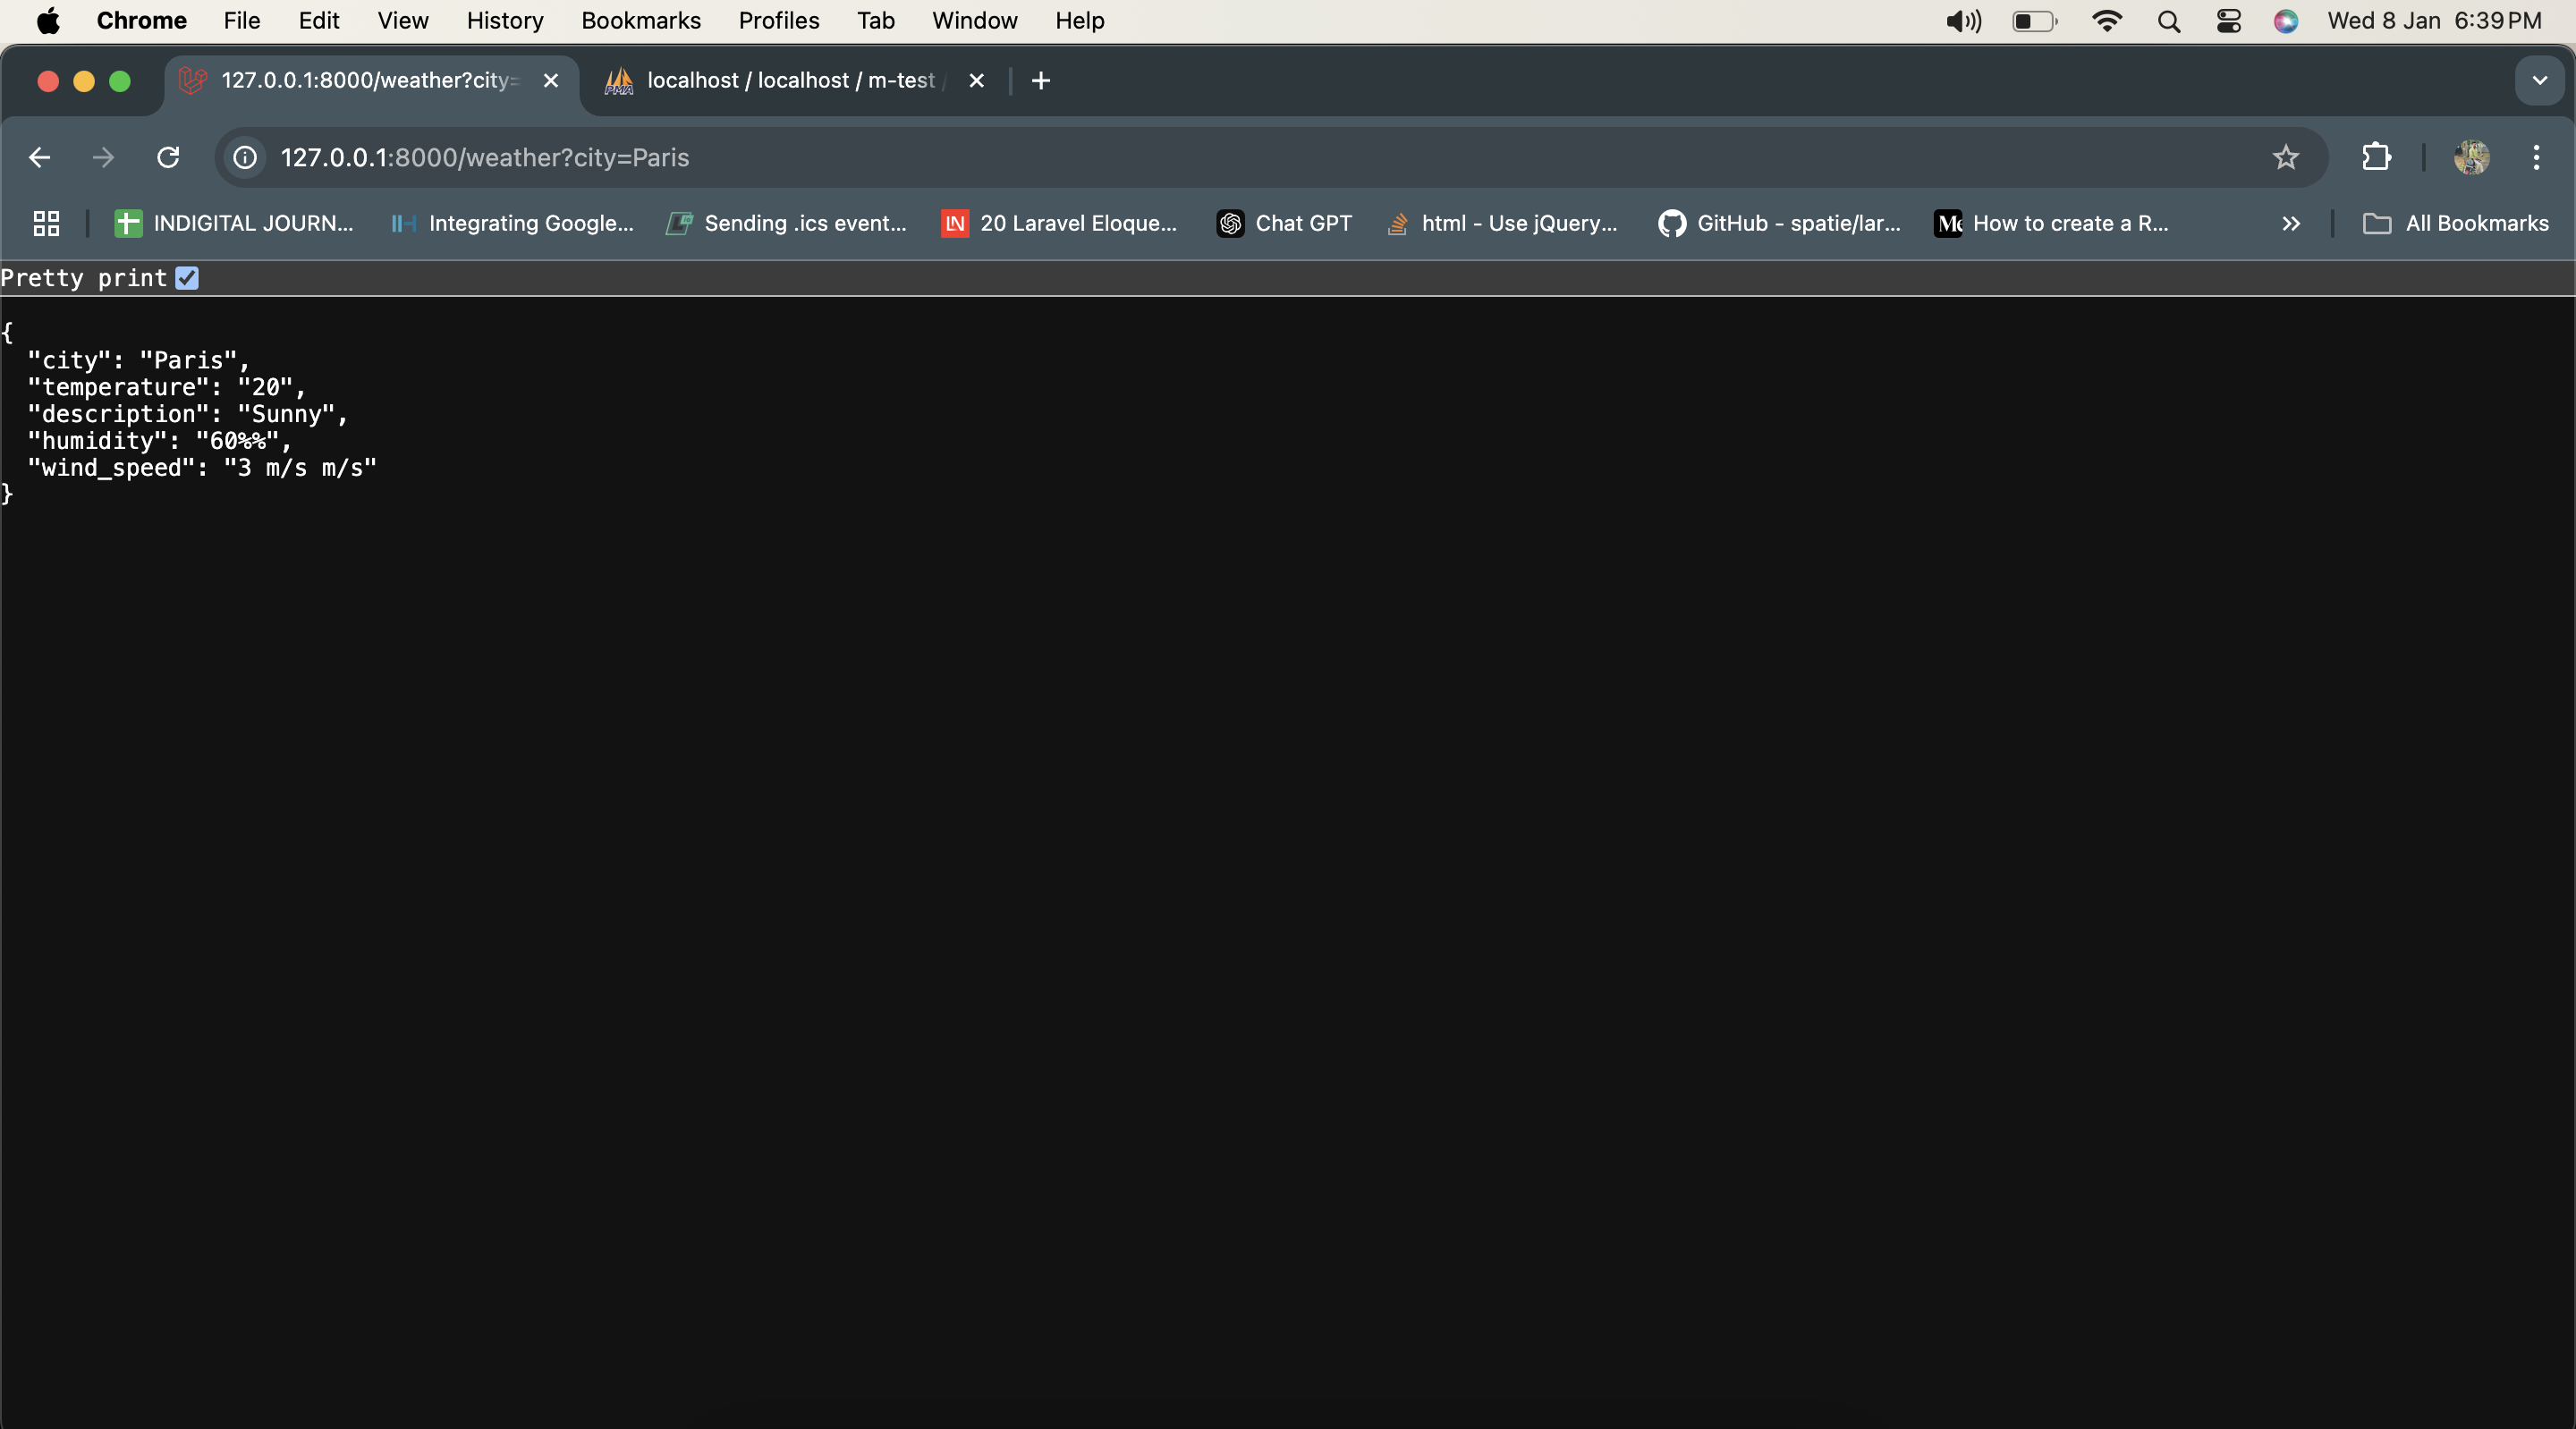 Chrome File Edit View History Bookmarks Profiles Tab Window Help Wed 8 Jan 6:39 PM
127.0.0.1:8000/weather?city= localhost / localhost / m-test /
127.0.0.1:8000/weather?city=Paris
INDIGITAL JOURN... Integrating Google... Sending .ics event... LN 20 Laravel Eloque... Chat GPT html - Use jQuery... GitHub - spatie/lar... How to create a R... All Bookmarks
Pretty print
{
"city": "Paris",
"temperature": "20",
"description": "Sunny",
"humidity": "60%%",
"wind_speed": "3 m/s m/s"
}